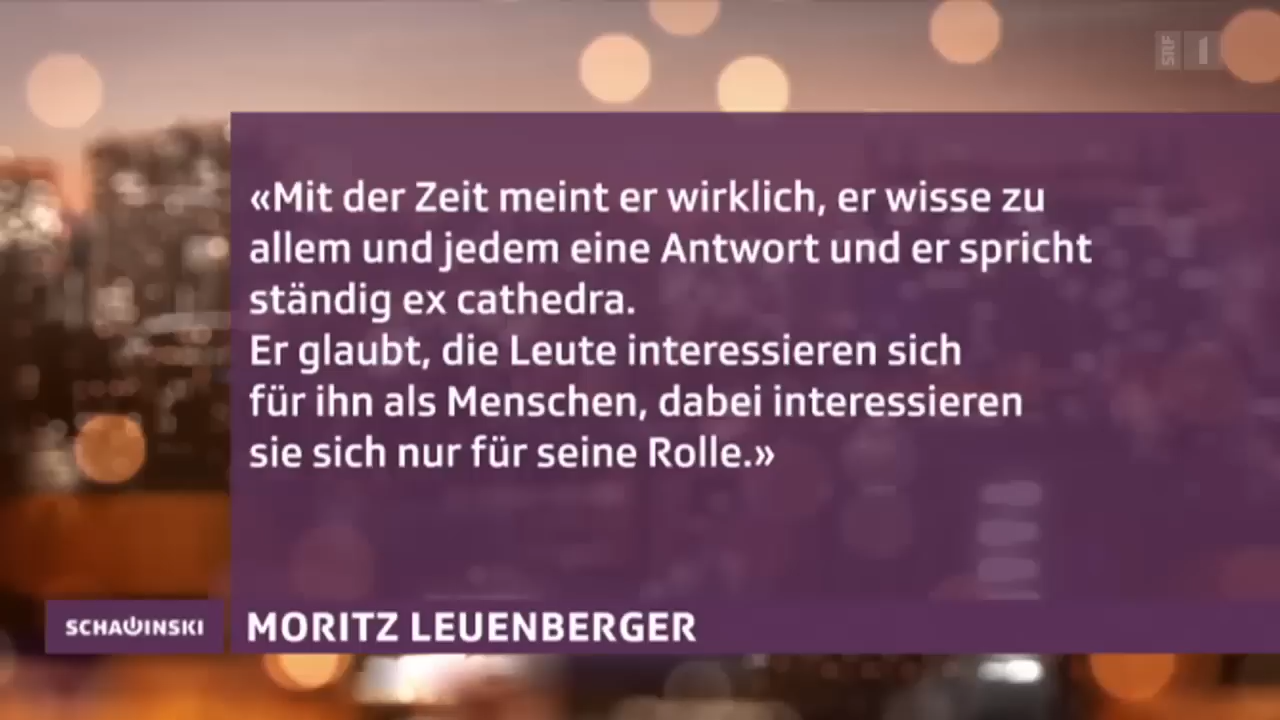 SRF 1
«Mit der Zeit meint er wirklich, er wisse zu
allem und jedem eine Antwort und er spricht
ständig ex cathedra.
Er glaubt, die Leute interessieren sich
für ihn als Menschen, dabei interessieren
sie sich nur für seine Rolle.»
SCHAWINSKI
MORITZ LEUENBERGER